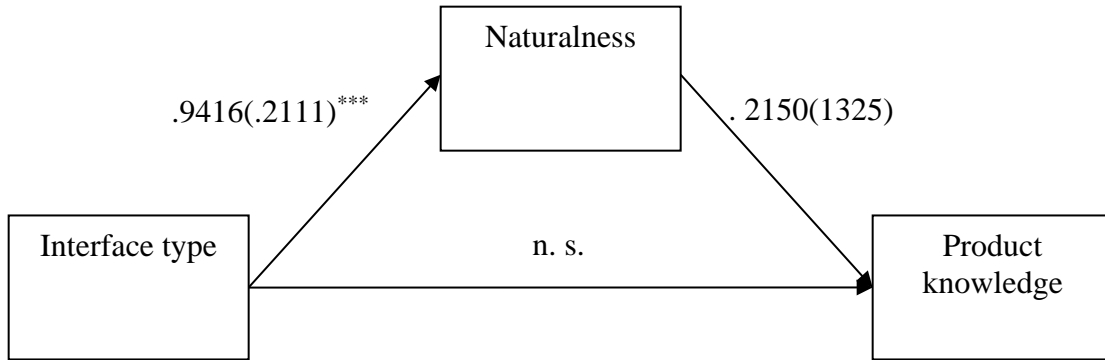 Naturalness
.9416(.2111)***
. 2150(1325)
Interface type
n. s.
Product
knowledge